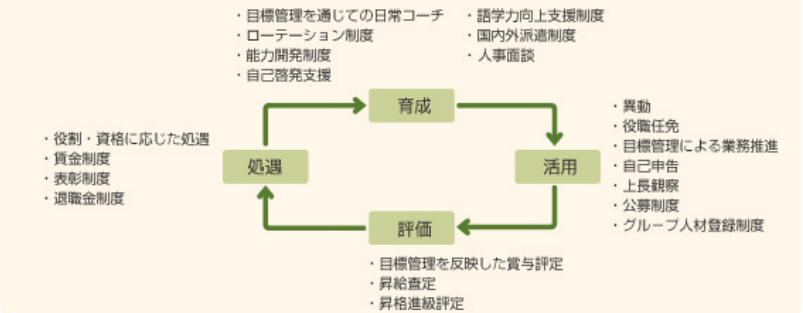 ・目標管理を通じての日常コーチ
・ローテーション制度
・能力開発制度
・自己啓発支援
・語学力向上支援制度
・国内外派遣制度
・人事面談
育成
・異動
・役職任免
・目標管理による業務推進
・自己申告
・上長観察
・公募制度
・グループ人材登録制度
活用
・役割・資格に応じた処遇
・賃金制度
・表彰制度
・退職金制度
処遇
評価
・目標管理を反映した賞与評定
・昇給査定
・昇格進級評定